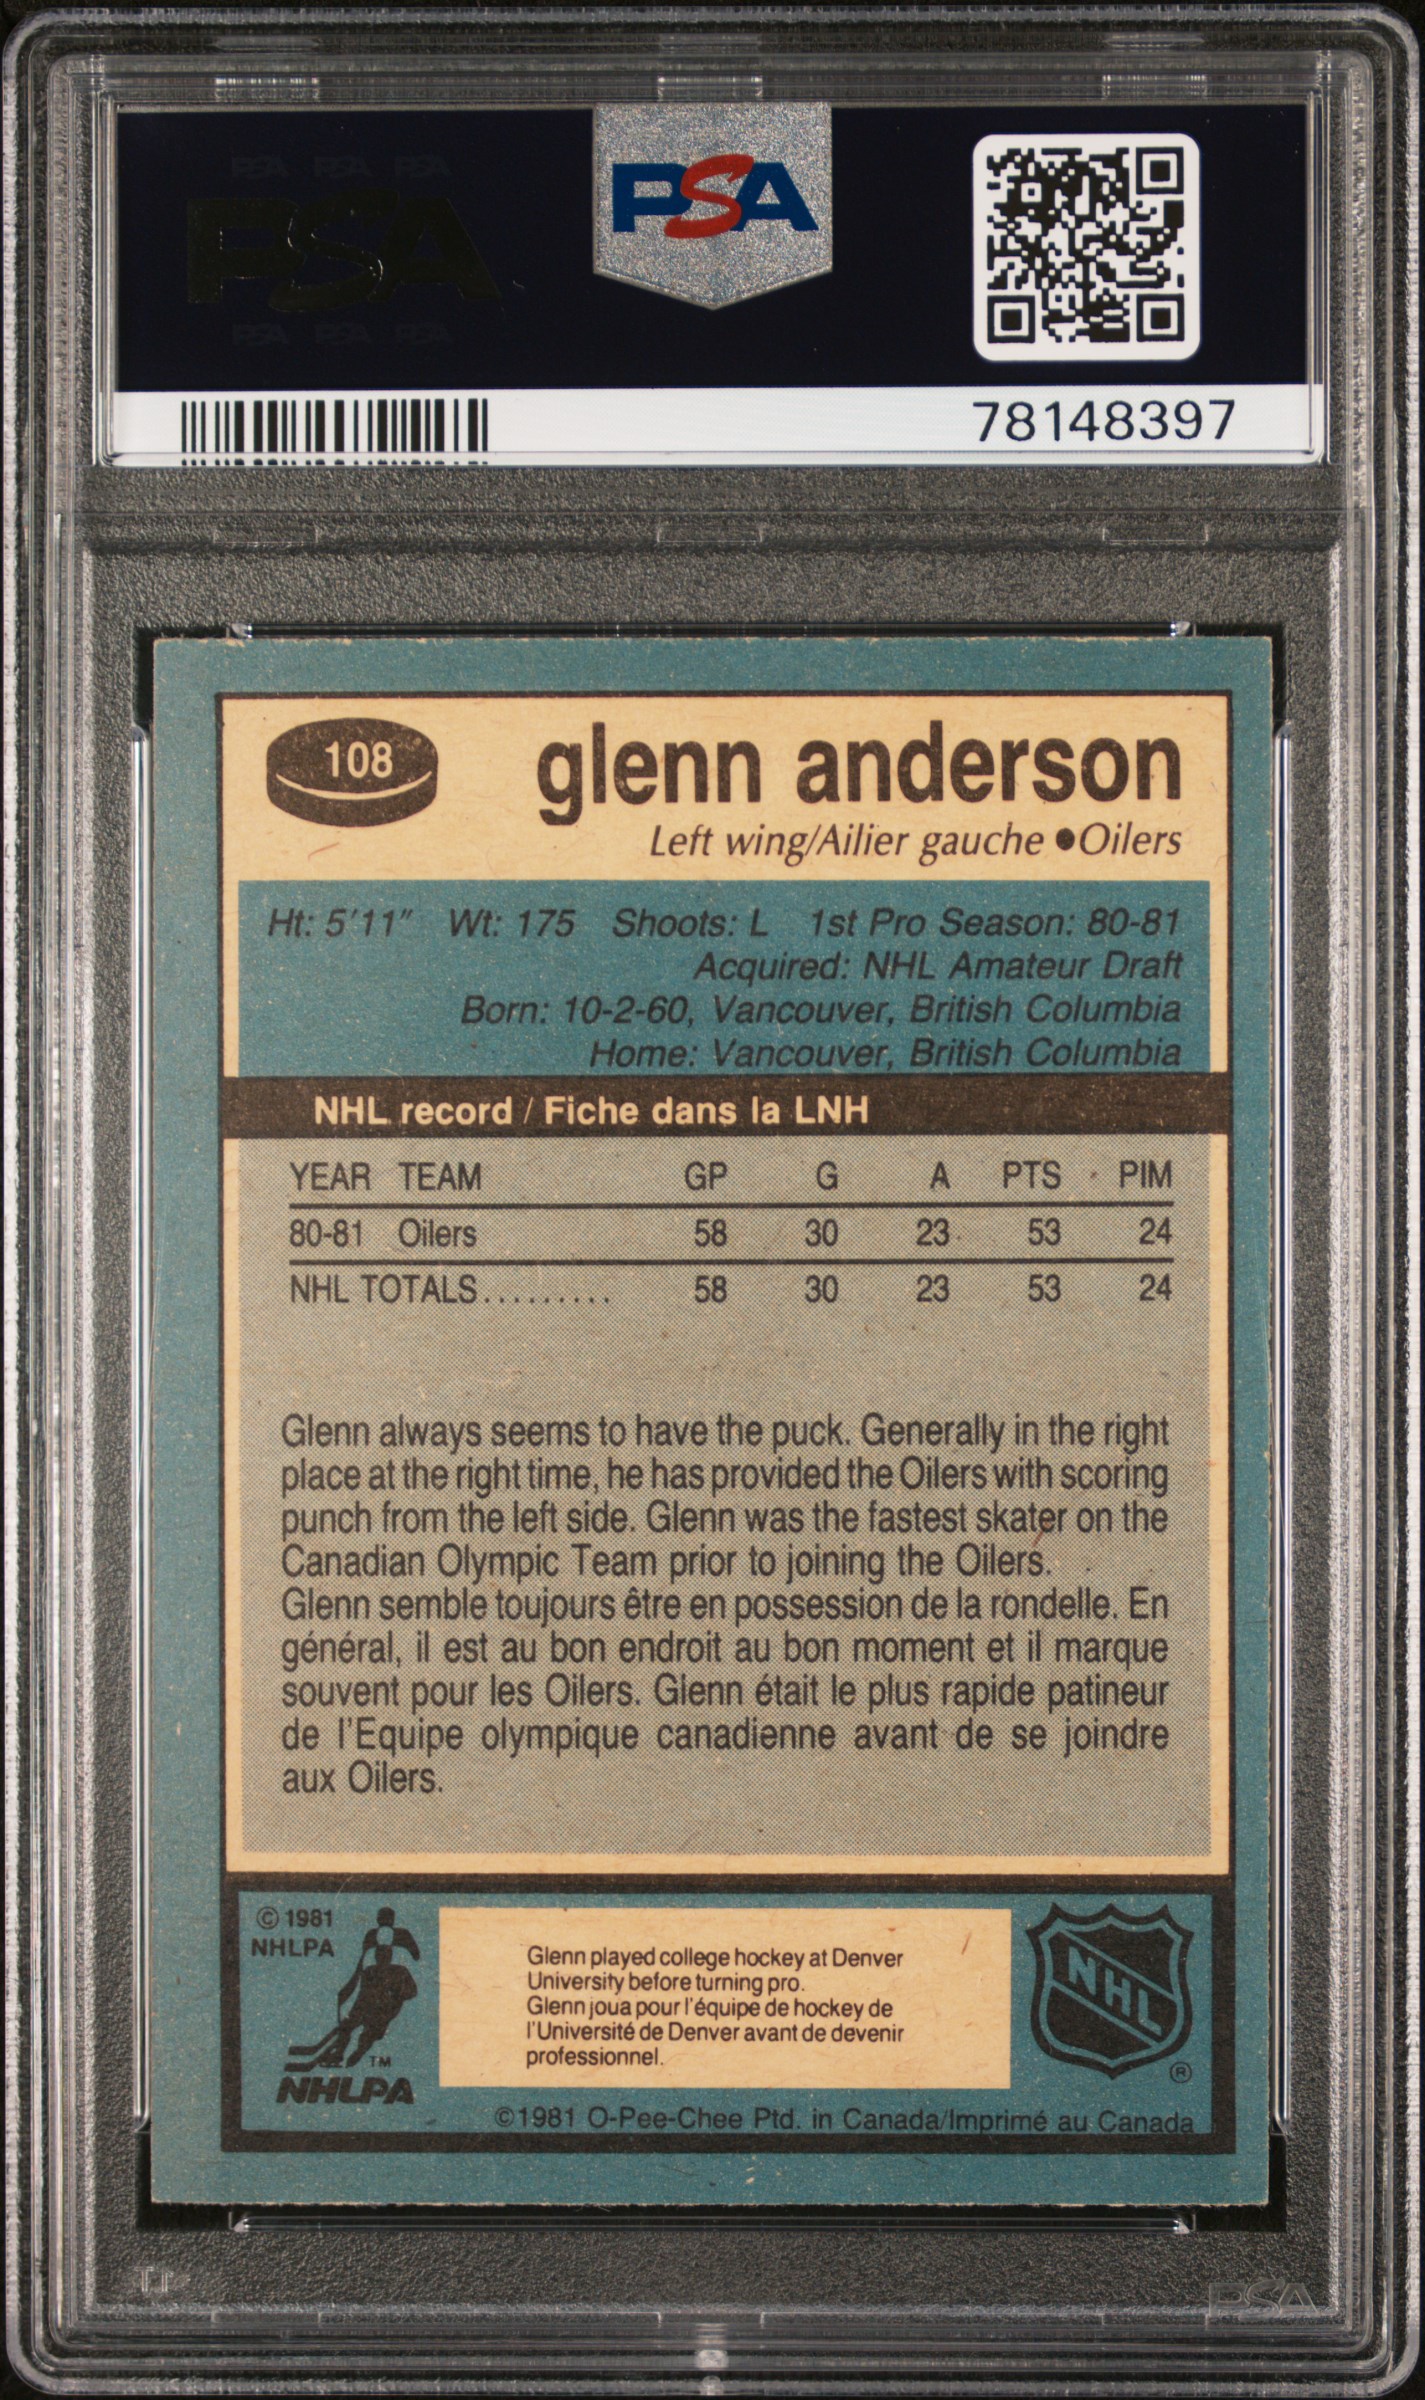 PSA PSA PSA
PSA
PSA PSA PSA
PSA
78148397
108
glenn anderson
Left wing/Ailier gauche ●Oilers
Ht: 5'11" Wt: 175 Shoots: L 1st Pro Season: 80-81
Acquired: NHL Amateur Draft
Born: 10-2-60, Vancouver, British Columbia
Home: Vancouver, British Columbia
NHL record / Fiche dans la LNH
YEAR TEAM GP G A PTS PIM
80-81 Oilers 58 30 23 53 24
NHL TOTALS......... 58 30 23 53 24
Glenn always seems to have the puck. Generally in the right
place at the right time, he has provided the Oilers with scoring
punch from the left side. Glenn was the fastest skater on the
Canadian Olympic Team prior to joining the Oilers.
Glenn semble toujours être en possession de la rondelle. En
général, il est au bon endroit au bon moment et il marque
souvent pour les Oilers. Glenn était le plus rapide patineur
de l'Equipe olympique canadienne avant de se joindre
aux Oilers.
© 1981
NHLPA
TM
NHLPA
Glenn played college hockey at Denver
University before turning pro.
Glenn joua pour l'équipe de hockey de
l'Université de Denver avant de devenir
professionnel.
NHL
®
©1981 O-Pee-Chee Ptd. in Canada/Imprimé au Canada
PSA